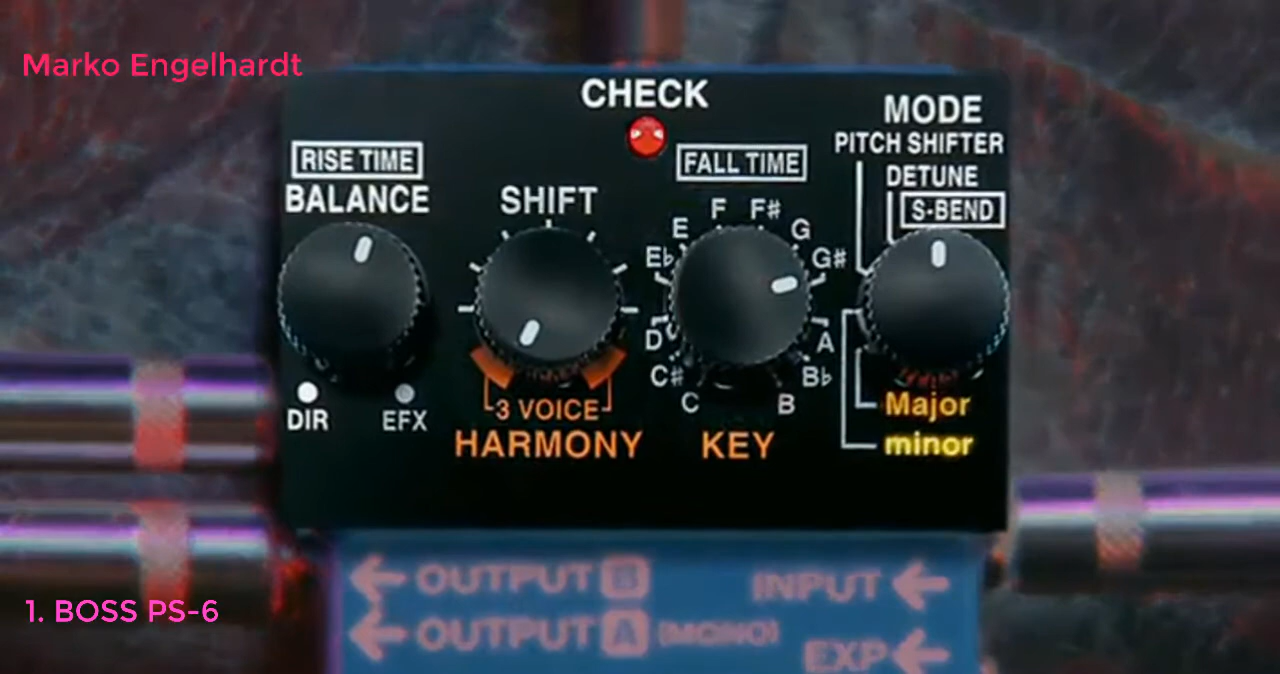 Marko Engelhardt
CHECK
MODE
PITCH SHIFTER
DETUNE
S-BEND
RISE TIME
BALANCE
SHIFT
FALL TIME
F F#
E G
E♭ G#
D A
C# B♭
C B
DIR EFX
3 VOICE
HARMONY
KEY
Major
minor
OUTPUT B
INPUT
OUTPUT A (MONO)
EXP
1. BOSS PS-6